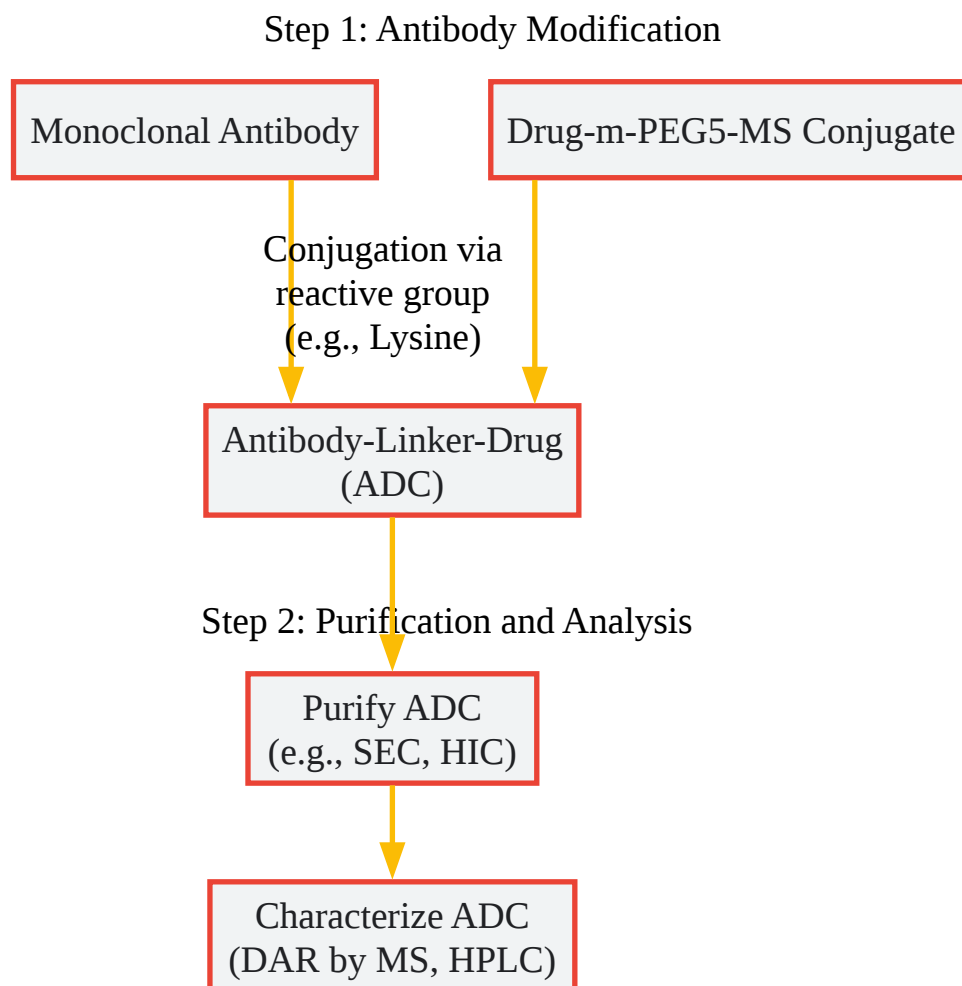 Step 1: Antibody Modification
Monoclonal Antibody
Drug-m-PEG5-MS Conjugate
Conjugation via
reactive group
(e.g., Lysine)
Antibody-Linker-Drug
(ADC)
Step 2: Purification and Analysis
Purify ADC
(e.g., SEC, HIC)
Characterize ADC
(DAR by MS, HPLC)